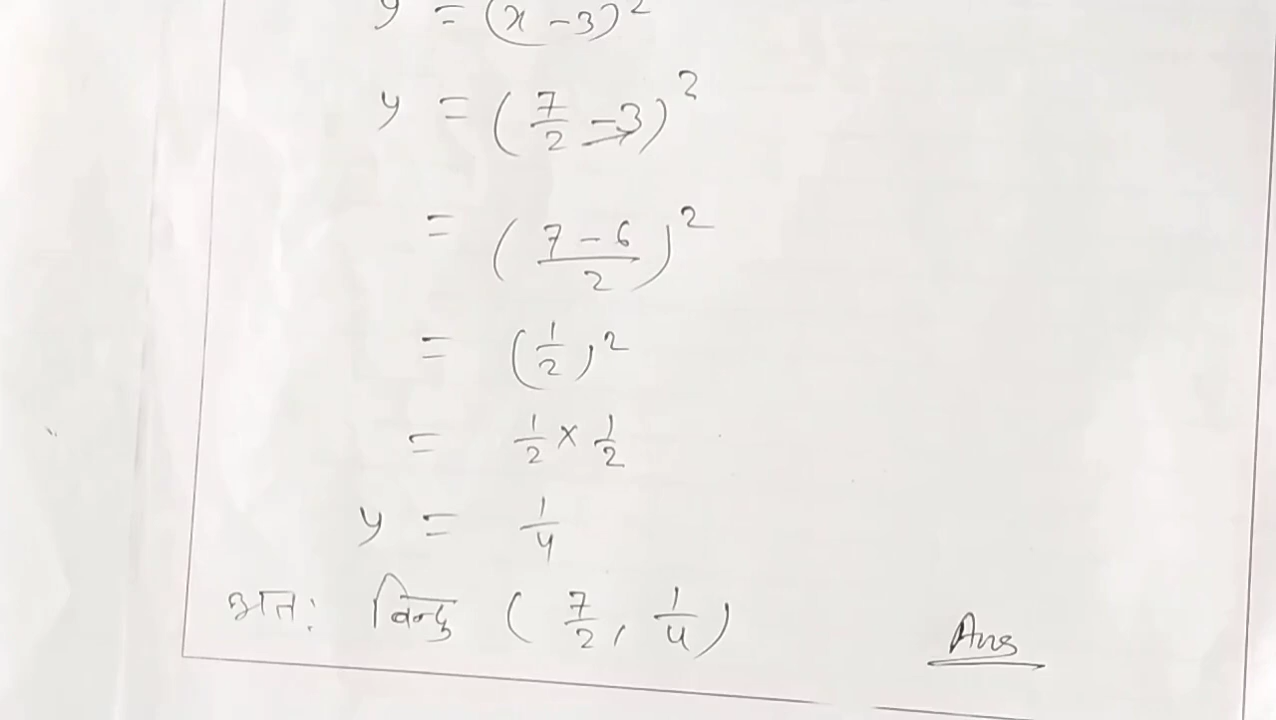 y = (x - 3)²
y = (7/2 - 3)²
= ((7 - 6)/2)²
= (1/2)²
= 1/2 × 1/2
y = 1/4
अतः बिन्दु (7/2, 1/4) Ans